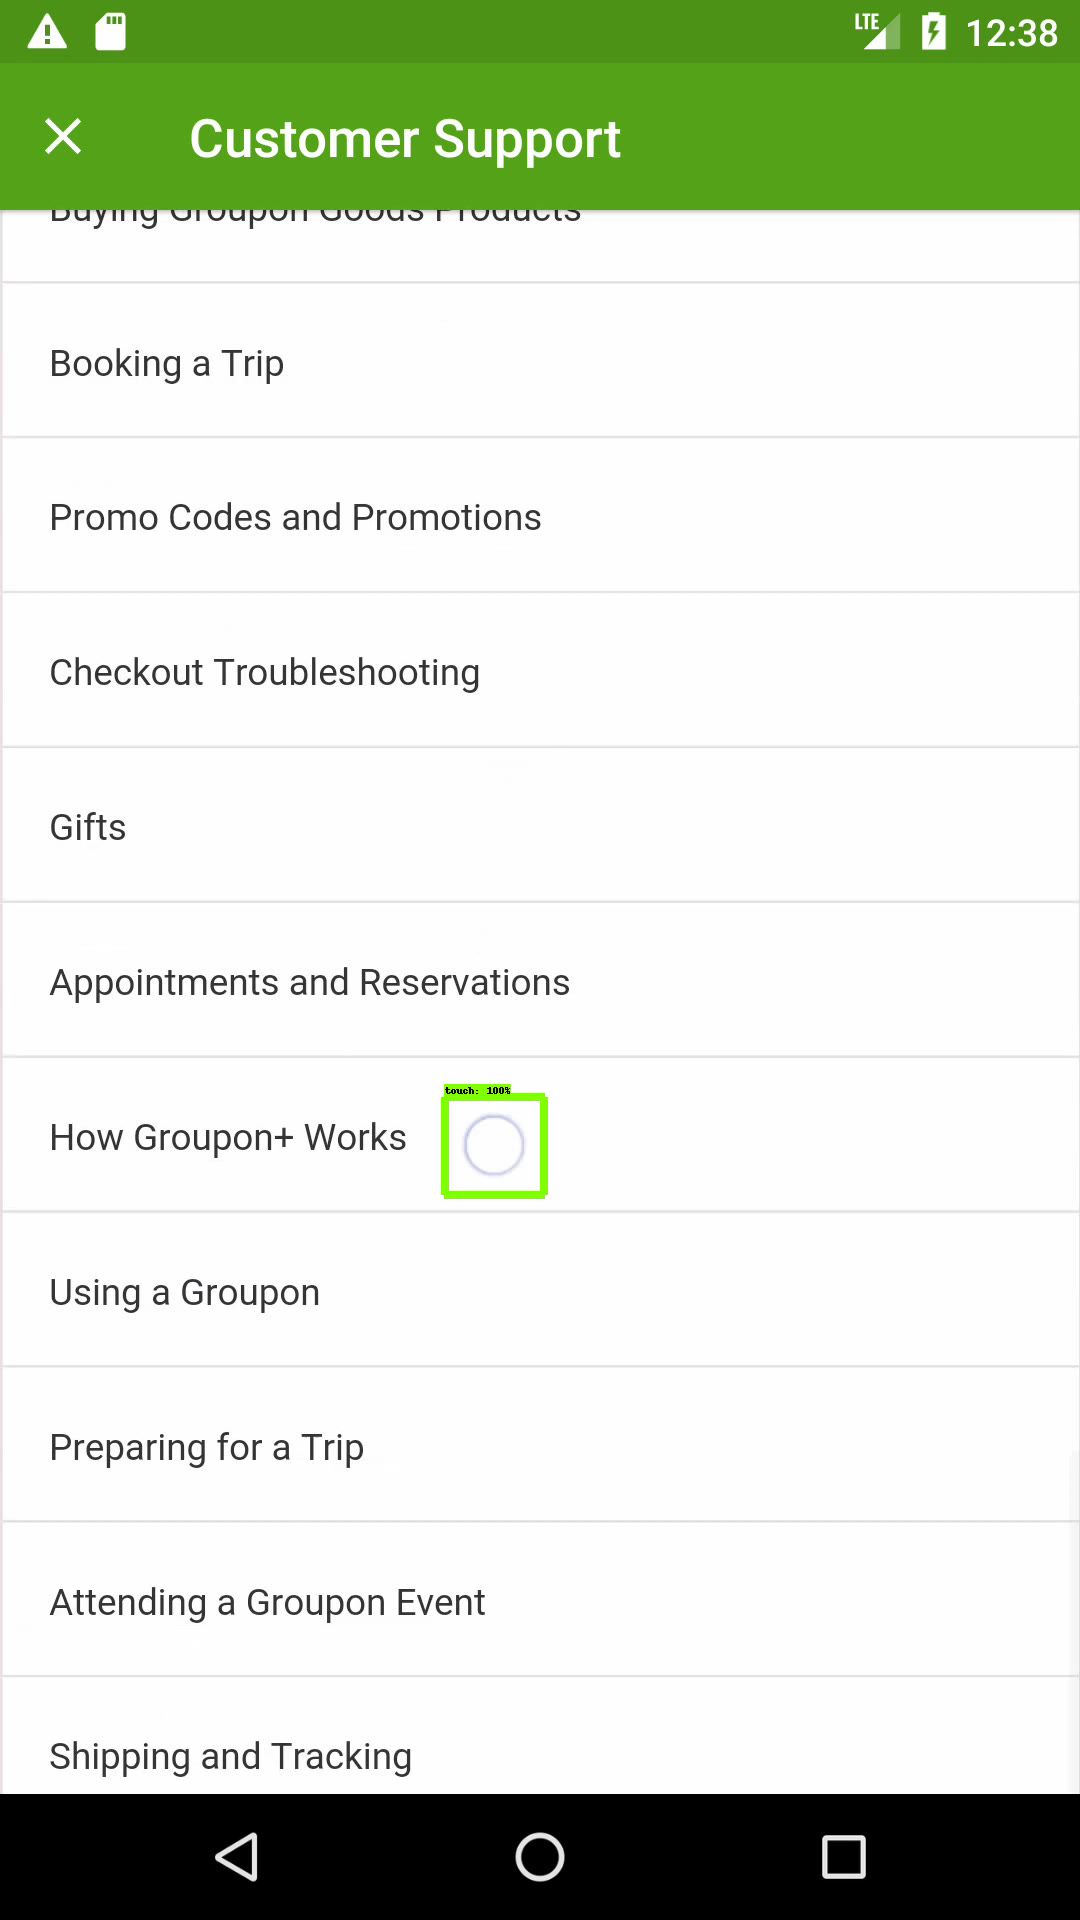 LTE 12:38
Customer Support
Buying Groupon Goods Products
Booking a Trip
Promo Codes and Promotions
Checkout Troubleshooting
Gifts
Appointments and Reservations
touch: 100%
How Groupon+ Works
Using a Groupon
Preparing for a Trip
Attending a Groupon Event
Shipping and Tracking